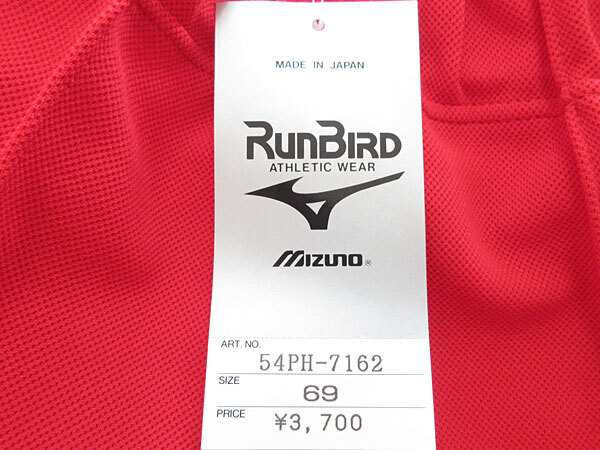 MADE IN JAPAN
RUNBIRD
ATHLETIC WEAR
MIZUNO®
ART. NO.
54PH-7162
SIZE
69
PRICE
¥3,700